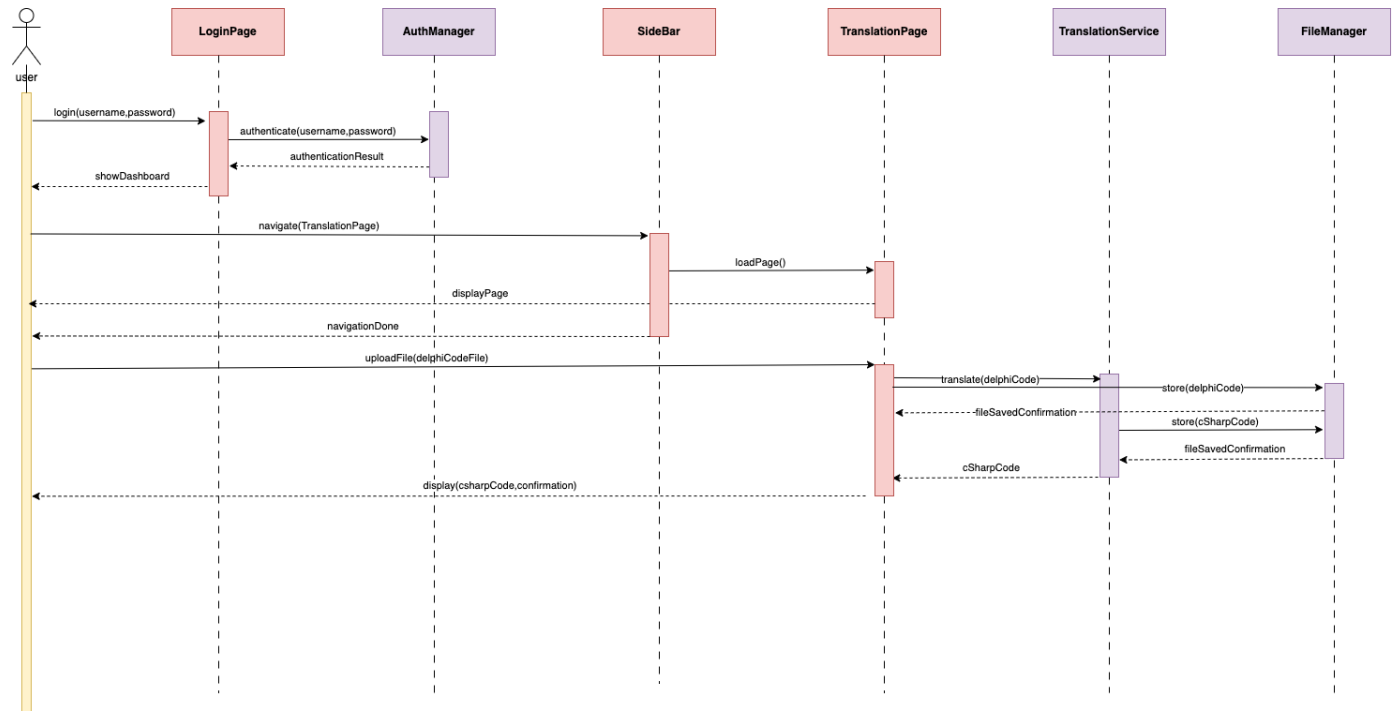 LoginPage
AuthManager
SideBar
TranslationPage
TranslationService
FileManager
user
login(username,password)
authenticate(username,password)
authenticationResult
showDashboard
navigate(TranslationPage)
loadPage()
displayPage
navigationDone
uploadFile(delphiCodeFile)
translate(delphiCode)
store(delphiCode)
fileSavedConfirmation
store(cSharpCode)
fileSavedConfirmation
cSharpCode
display(csharpCode,confirmation)